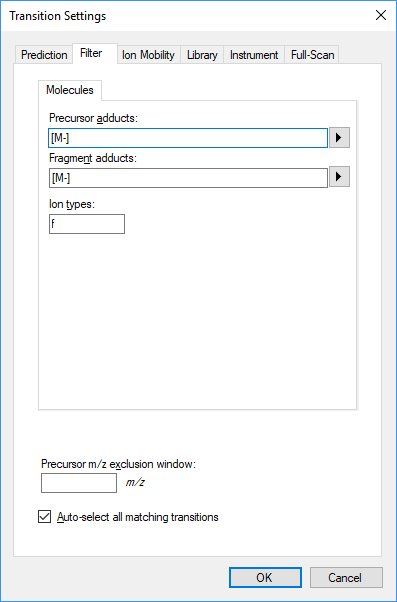 Transition Settings
Prediction Filter Ion Mobility Library Instrument Full-Scan
Molecules
Precursor adducts:
[M-]
Fragment adducts:
[M-]
Ion types:
f
Precursor m/z exclusion window:
m/z
Auto-select all matching transitions
OK Cancel